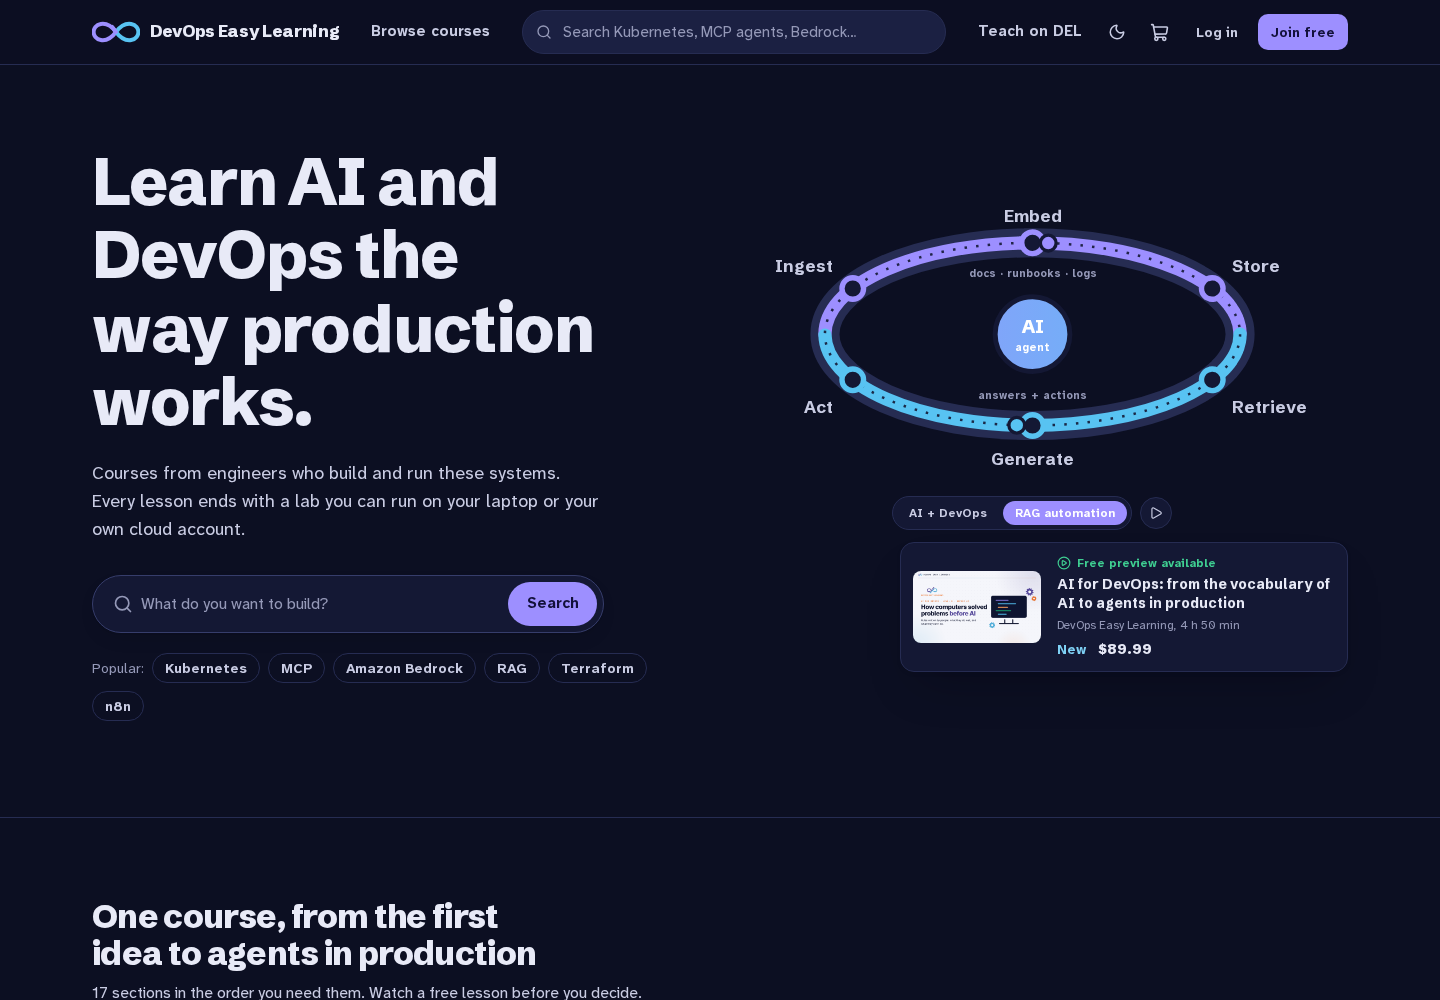 DevOps Easy Learning
Browse courses
Search Kubernetes, MCP agents, Bedrock...
Teach on DEL
Log in
Join free
Learn AI and
DevOps the
way production
works.
Courses from engineers who build and run these systems.
Every lesson ends with a lab you can run on your laptop or your
own cloud account.
What do you want to build?
Search
Popular:
Kubernetes
MCP
Amazon Bedrock
RAG
Terraform
n8n
Embed
Ingest
Store
docs · runbooks · logs
AI
agent
answers + actions
Act
Retrieve
Generate
AI + DevOps
RAG automation
How computers solved
problems before AI
Free preview available
AI for DevOps: from the vocabulary of
AI to agents in production
DevOps Easy Learning, 4 h 50 min
New $89.99
One course, from the first
idea to agents in production
17 sections in the order you need them. Watch a free lesson before you decide.